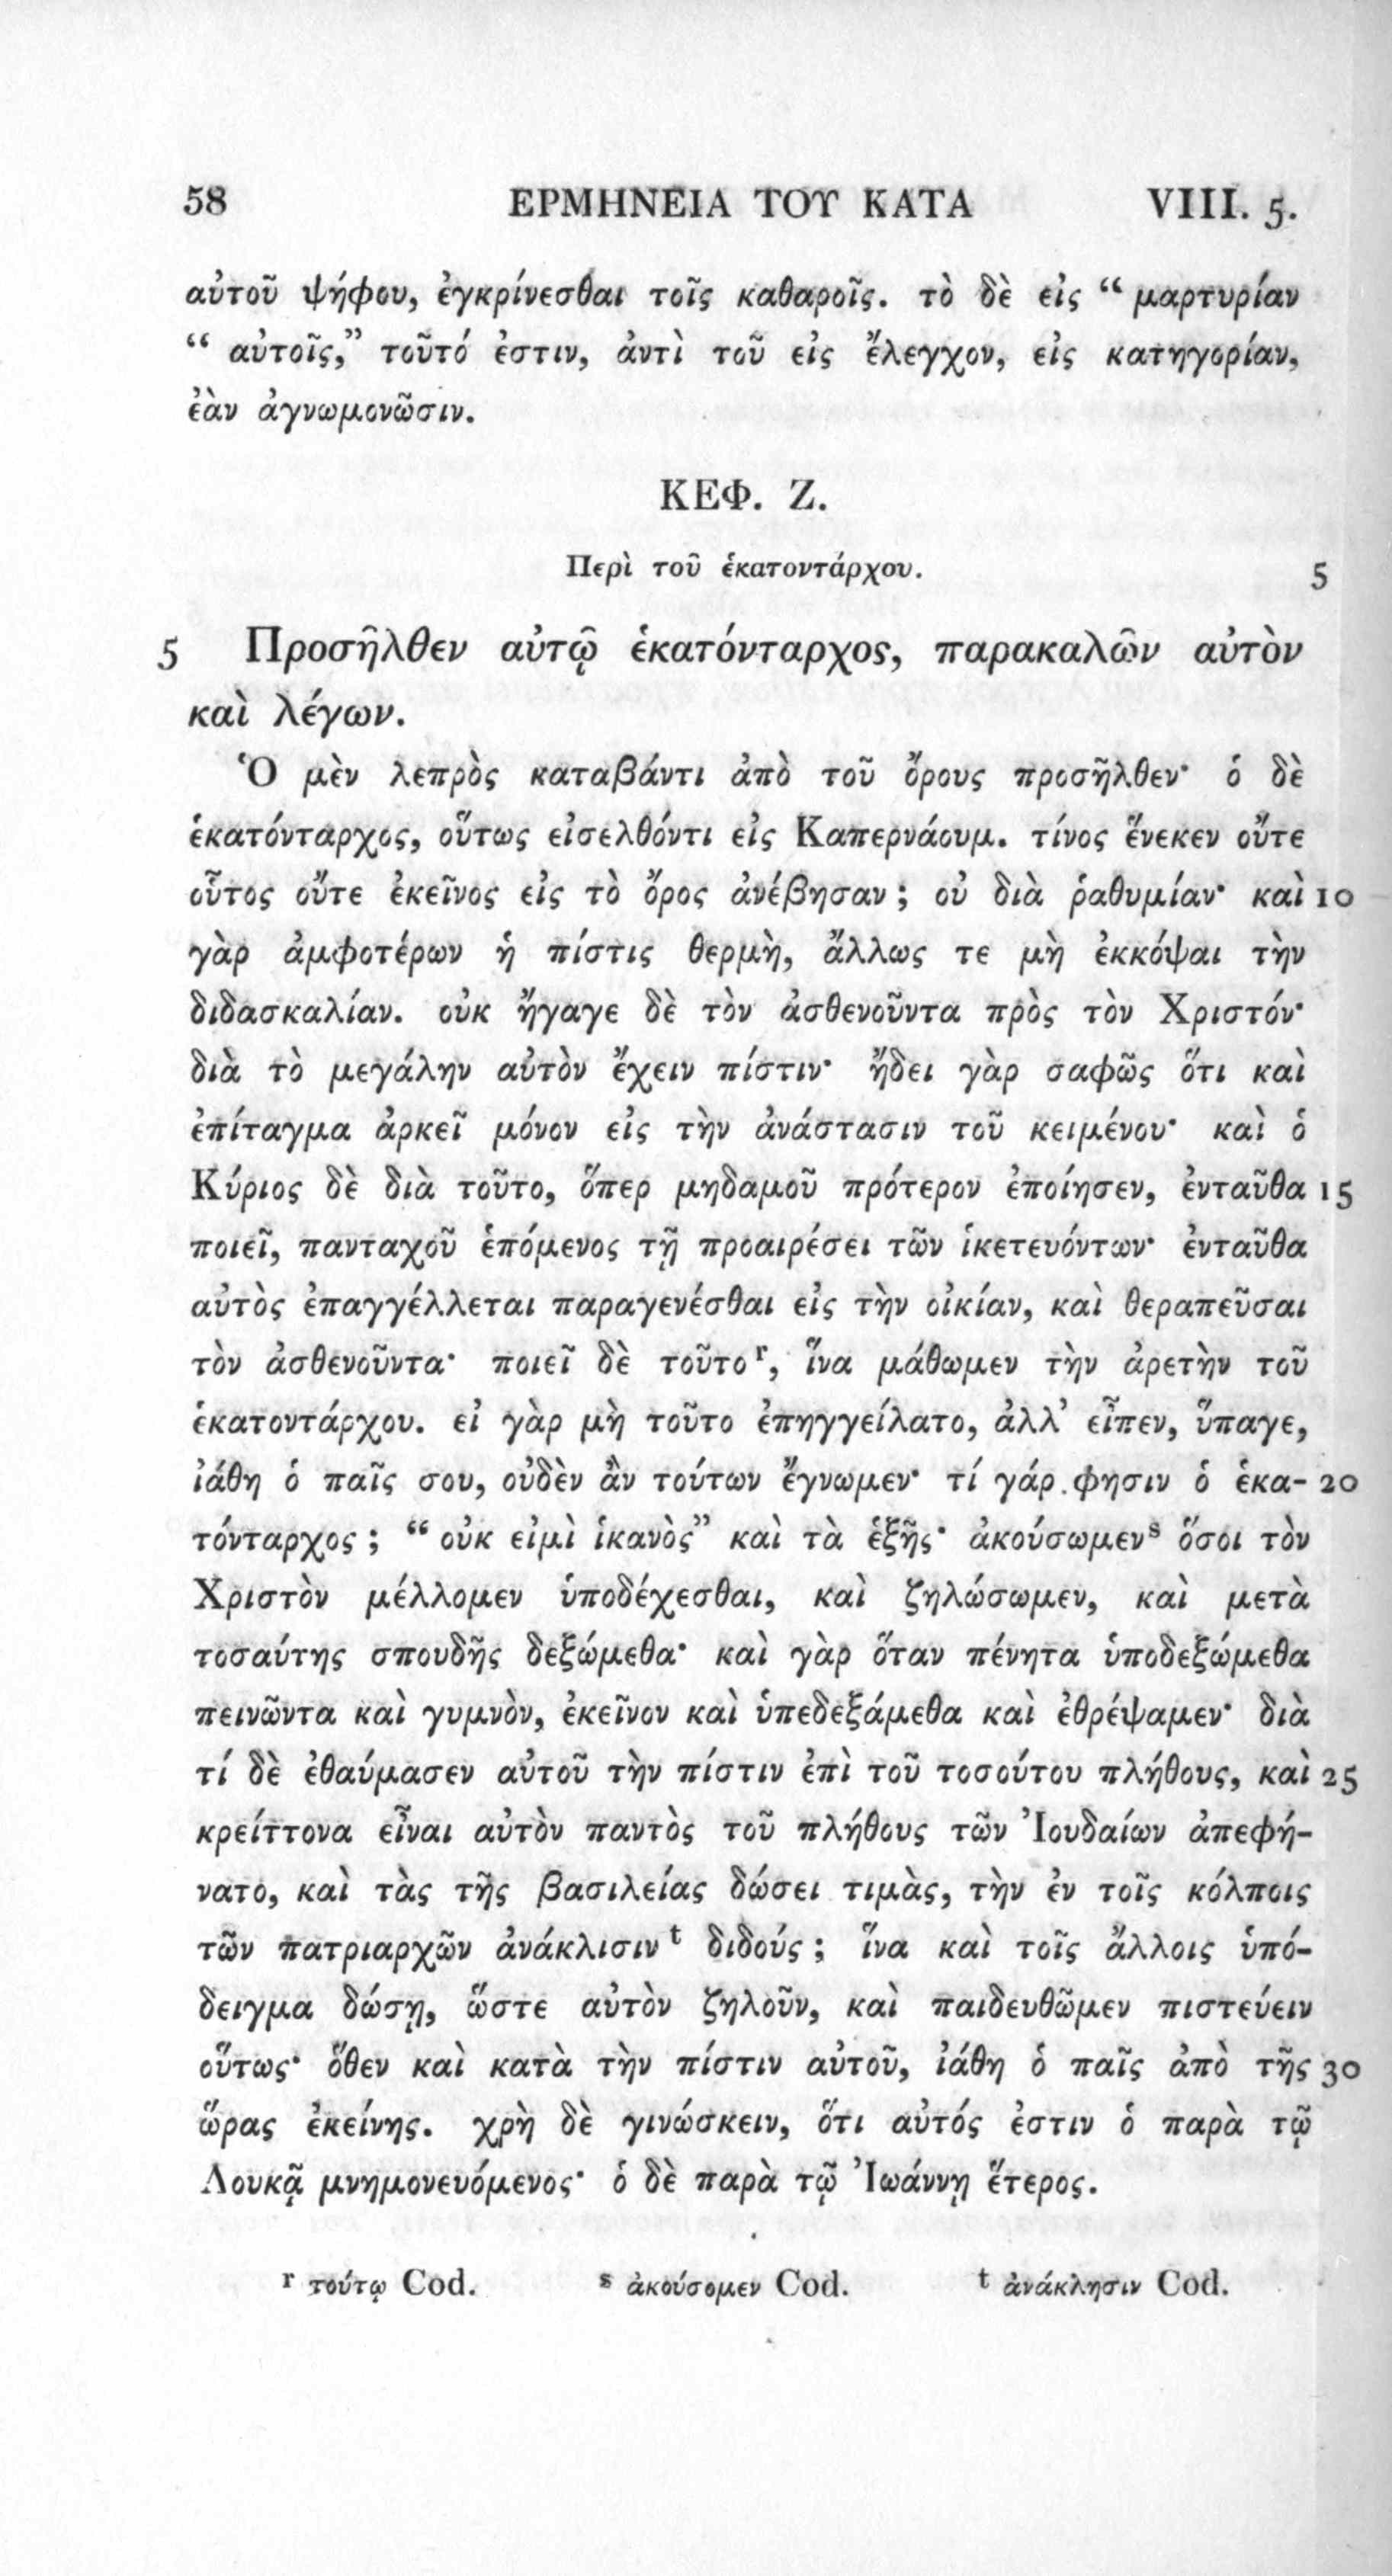 58 ΕΡΜΗΝΕΙΑ ΤΟΥ ΚΑΤΑ VIII. 5.
αὐτοῦ ψήφου, ἐγκρίνεσθαι τοῖς καθαροῖς. τὸ δὲ εἰς “ μαρτυρίαν
“ αὐτοῖς,” τοῦτό ἐστιν, ἀντὶ τοῦ εἰς ἔλεγχον, εἰς κατηγορίαν,
ἐὰν ἀγνωμονῶσιν.
ΚΕΦ. Ζ.
Περὶ τοῦ ἑκατοντάρχου. 5
5 Προσῆλθεν αὐτῷ ἑκατόνταρχος, παρακαλῶν αὐτὸν
καὶ λέγων.
Ὁ μὲν λεπρὸς καταβάντι ἀπὸ τοῦ ὄρους προσῆλθεν· ὁ δὲ
ἑκατόνταρχος, οὕτως εἰσελθόντι εἰς Καπερνάουμ. τίνος ἕνεκεν οὔτε
οὗτος οὔτε ἐκεῖνος εἰς τὸ ὄρος ἀνέβησαν ; οὐ διὰ ῥαθυμίαν· καὶ 10
γὰρ ἀμφοτέρων ἡ πίστις θερμὴ, ἄλλως τε μὴ ἐκκόψαι τὴν
διδασκαλίαν. οὐκ ἤγαγε δὲ τὸν ἀσθενοῦντα πρὸς τὸν Χριστόν·
διὰ τὸ μεγάλην αὐτὸν ἔχειν πίστιν· ᾔδει γὰρ σαφῶς ὅτι καὶ
ἐπίταγμα ἀρκεῖ μόνον εἰς τὴν ἀνάστασιν τοῦ κειμένου· καὶ ὁ
Κύριος δὲ διὰ τοῦτο, ὅπερ μηδαμοῦ πρότερον ἐποίησεν, ἐνταῦθα 15
ποιεῖ, πανταχοῦ ἑπόμενος τῇ προαιρέσει τῶν ἱκετευόντων· ἐνταῦθα
αὐτὸς ἐπαγγέλλεται παραγενέσθαι εἰς τὴν οἰκίαν, καὶ θεραπεῦσαι
τὸν ἀσθενοῦντα· ποιεῖ δὲ τοῦτο r, ἵνα μάθωμεν τὴν ἀρετὴν τοῦ
ἑκατοντάρχου. εἰ γὰρ μὴ τοῦτο ἐπηγγείλατο, ἀλλ’ εἶπεν, ὕπαγε,
ἰάθη ὁ παῖς σου, οὐδὲν ἂν τούτων ἔγνωμεν· τί γάρ φησιν ὁ ἑκα- 20
τόνταρχος ; “ οὐκ εἰμὶ ἱκανὸς” καὶ τὰ ἑξῆς· ἀκούσωμεν s ὅσοι τὸν
Χριστὸν μέλλομεν ὑποδέχεσθαι, καὶ ζηλώσωμεν, καὶ μετὰ
τοσαύτης σπουδῆς δεξώμεθα· καὶ γὰρ ὅταν πένητα ὑποδεξώμεθα
πεινῶντα καὶ γυμνὸν, ἐκεῖνον καὶ ὑπεδεξάμεθα καὶ ἐθρέψαμεν· διὰ
τί δὲ ἐθαύμασεν αὐτοῦ τὴν πίστιν ἐπὶ τοῦ τοσούτου πλήθους, καὶ 25
κρείττονα εἶναι αὐτὸν παντὸς τοῦ πλήθους τῶν Ἰουδαίων ἀπεφή-
νατο, καὶ τὰς τῆς βασιλείας δώσει τιμὰς, τὴν ἐν τοῖς κόλποις
τῶν πατριαρχῶν ἀνάκλισιν t διδούς ; ἵνα καὶ τοῖς ἄλλοις ὑπό-
δειγμα δώσῃ, ὥστε αὐτὸν ζηλοῦν, καὶ παιδευθῶμεν πιστεύειν
οὕτως· ὅθεν καὶ κατὰ τὴν πίστιν αὐτοῦ, ἰάθη ὁ παῖς ἀπὸ τῆς 30
ὥρας ἐκείνης. χρὴ δὲ γινώσκειν, ὅτι αὐτός ἐστιν ὁ παρὰ τῷ
Λουκᾷ μνημονευόμενος· ὁ δὲ παρὰ τῷ Ἰωάννῃ ἕτερος.
r τούτῳ Cod. s ἀκούσομεν Cod. t ἀνάκλησιν Cod.